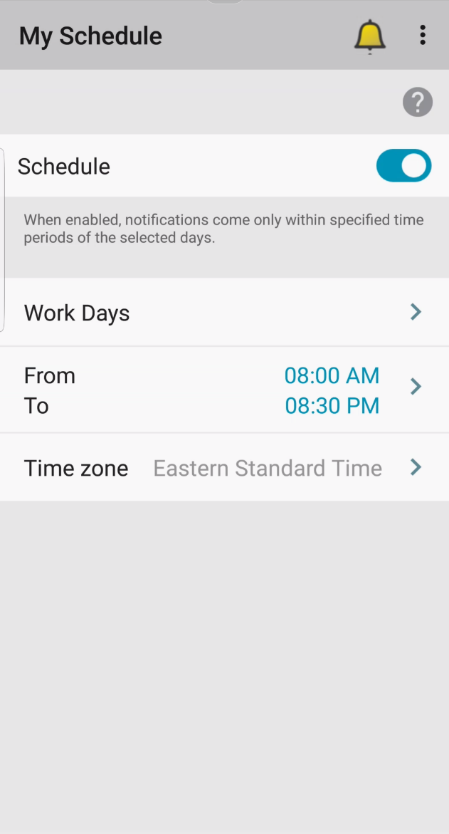 My Schedule
?
Schedule
When enabled, notifications come only within specified time
periods of the selected days.
Work Days
From 08:00 AM
To 08:30 PM
Time zone Eastern Standard Time